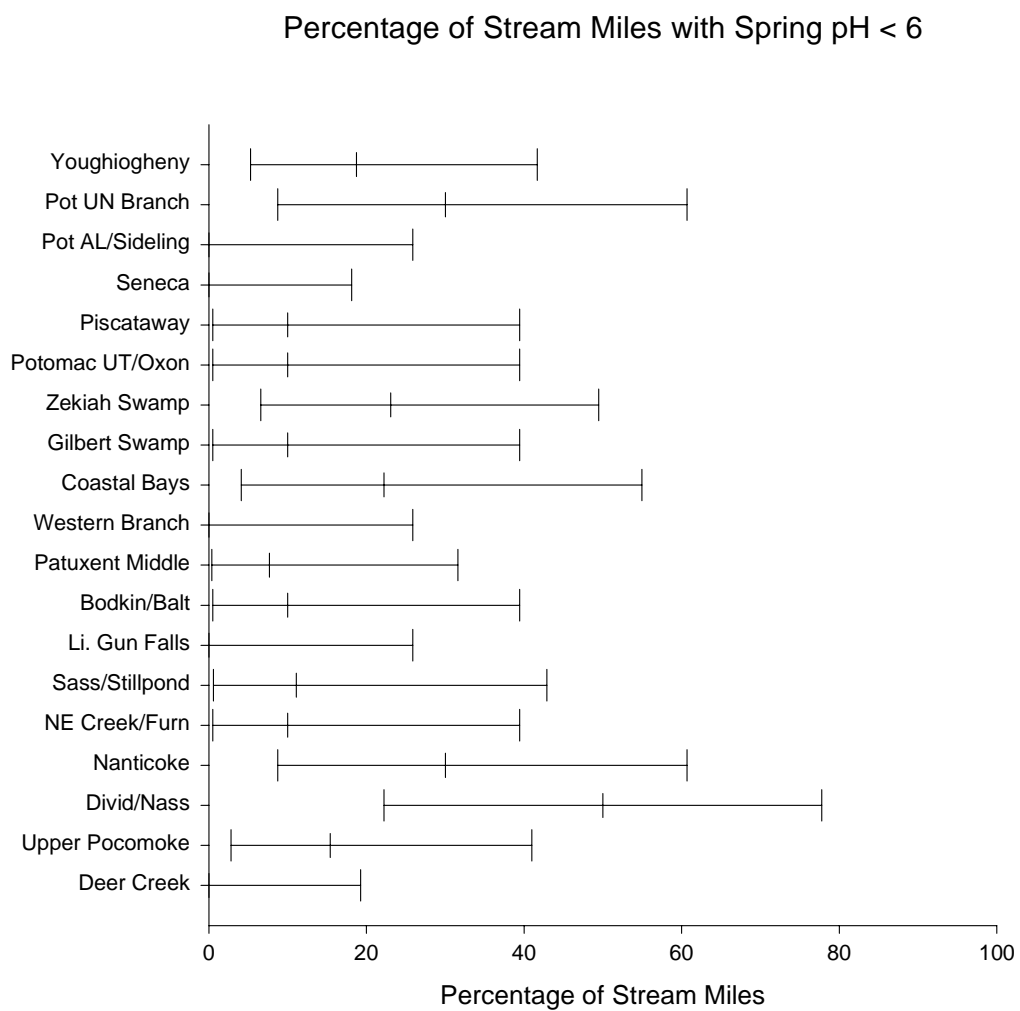 Percentage of Stream Miles with Spring pH < 6
Youghiogheny
Pot UN Branch
Pot AL/Sideling
Seneca
Piscataway
Potomac UT/Oxon
Zekiah Swamp
Gilbert Swamp
Coastal Bays
Western Branch
Patuxent Middle
Bodkin/Balt
Li. Gun Falls
Sass/Stillpond
NE Creek/Furn
Nanticoke
Divid/Nass
Upper Pocomoke
Deer Creek
0 20 40 60 80 100
Percentage of Stream Miles